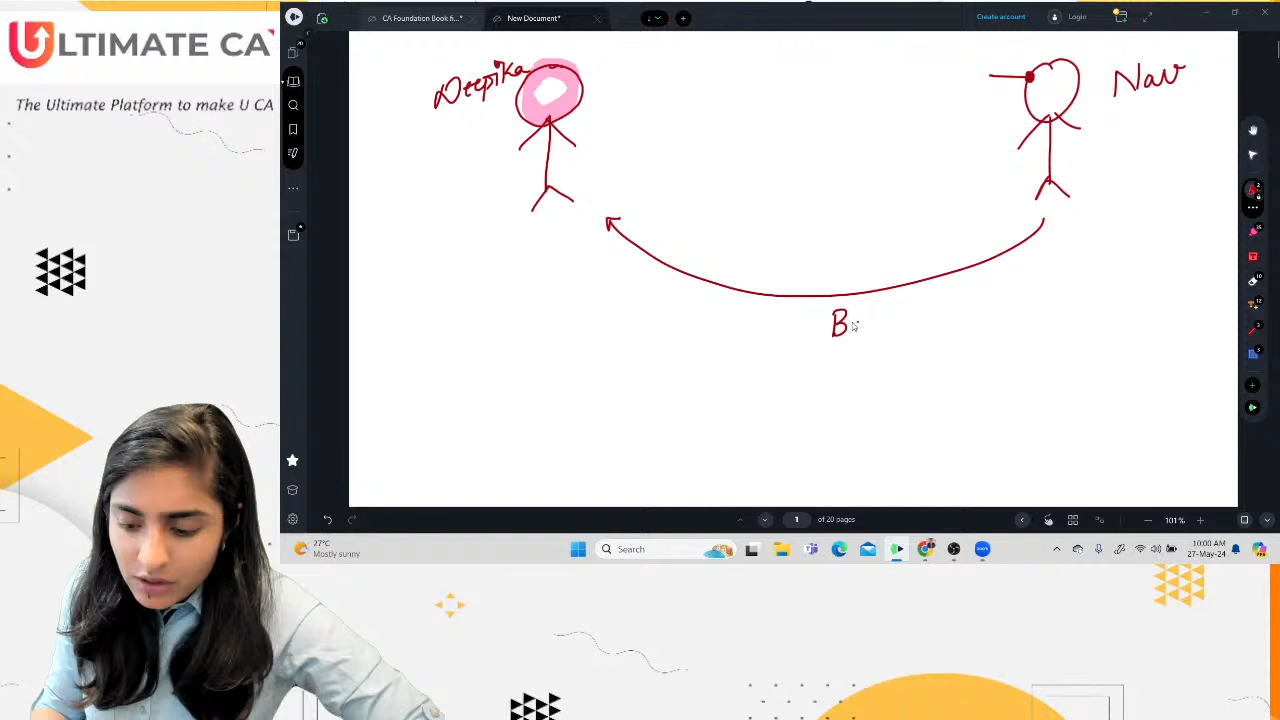 ULTIMATE CA
The Ultimate Platform to make U CA
CA Foundation Book fi...*
New Document*
Create account
Login
Deepika
Nav
B
1
of 20 pages
101%
27°C
Mostly sunny
Search
10:00 AM
27-May-24